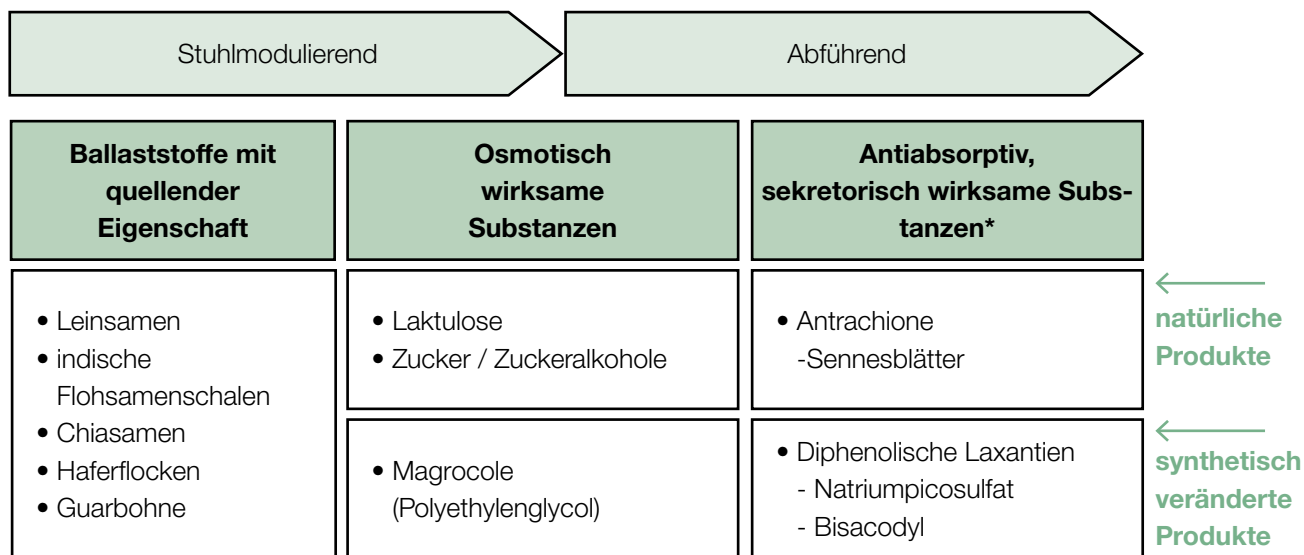 Stuhlmodulierend
Abführend
Ballaststoffe mit
quellender
Eigenschaft
Osmotisch
wirksame
Substanzen
Antiabsorptiv,
sekretorisch wirksame Subs-
tanzen*
• Leinsamen
• indische
Flohsamenschalen
• Chiasamen
• Haferflocken
• Guarbohne
• Laktulose
• Zucker / Zuckeralkohole
• Antrachione
-Sennesblätter
natürliche
Produkte
• Magrocole
(Polyethylenglycol)
• Diphenolische Laxantien
- Natriumpicosulfat
- Bisacodyl
synthetisch
veränderte
Produkte